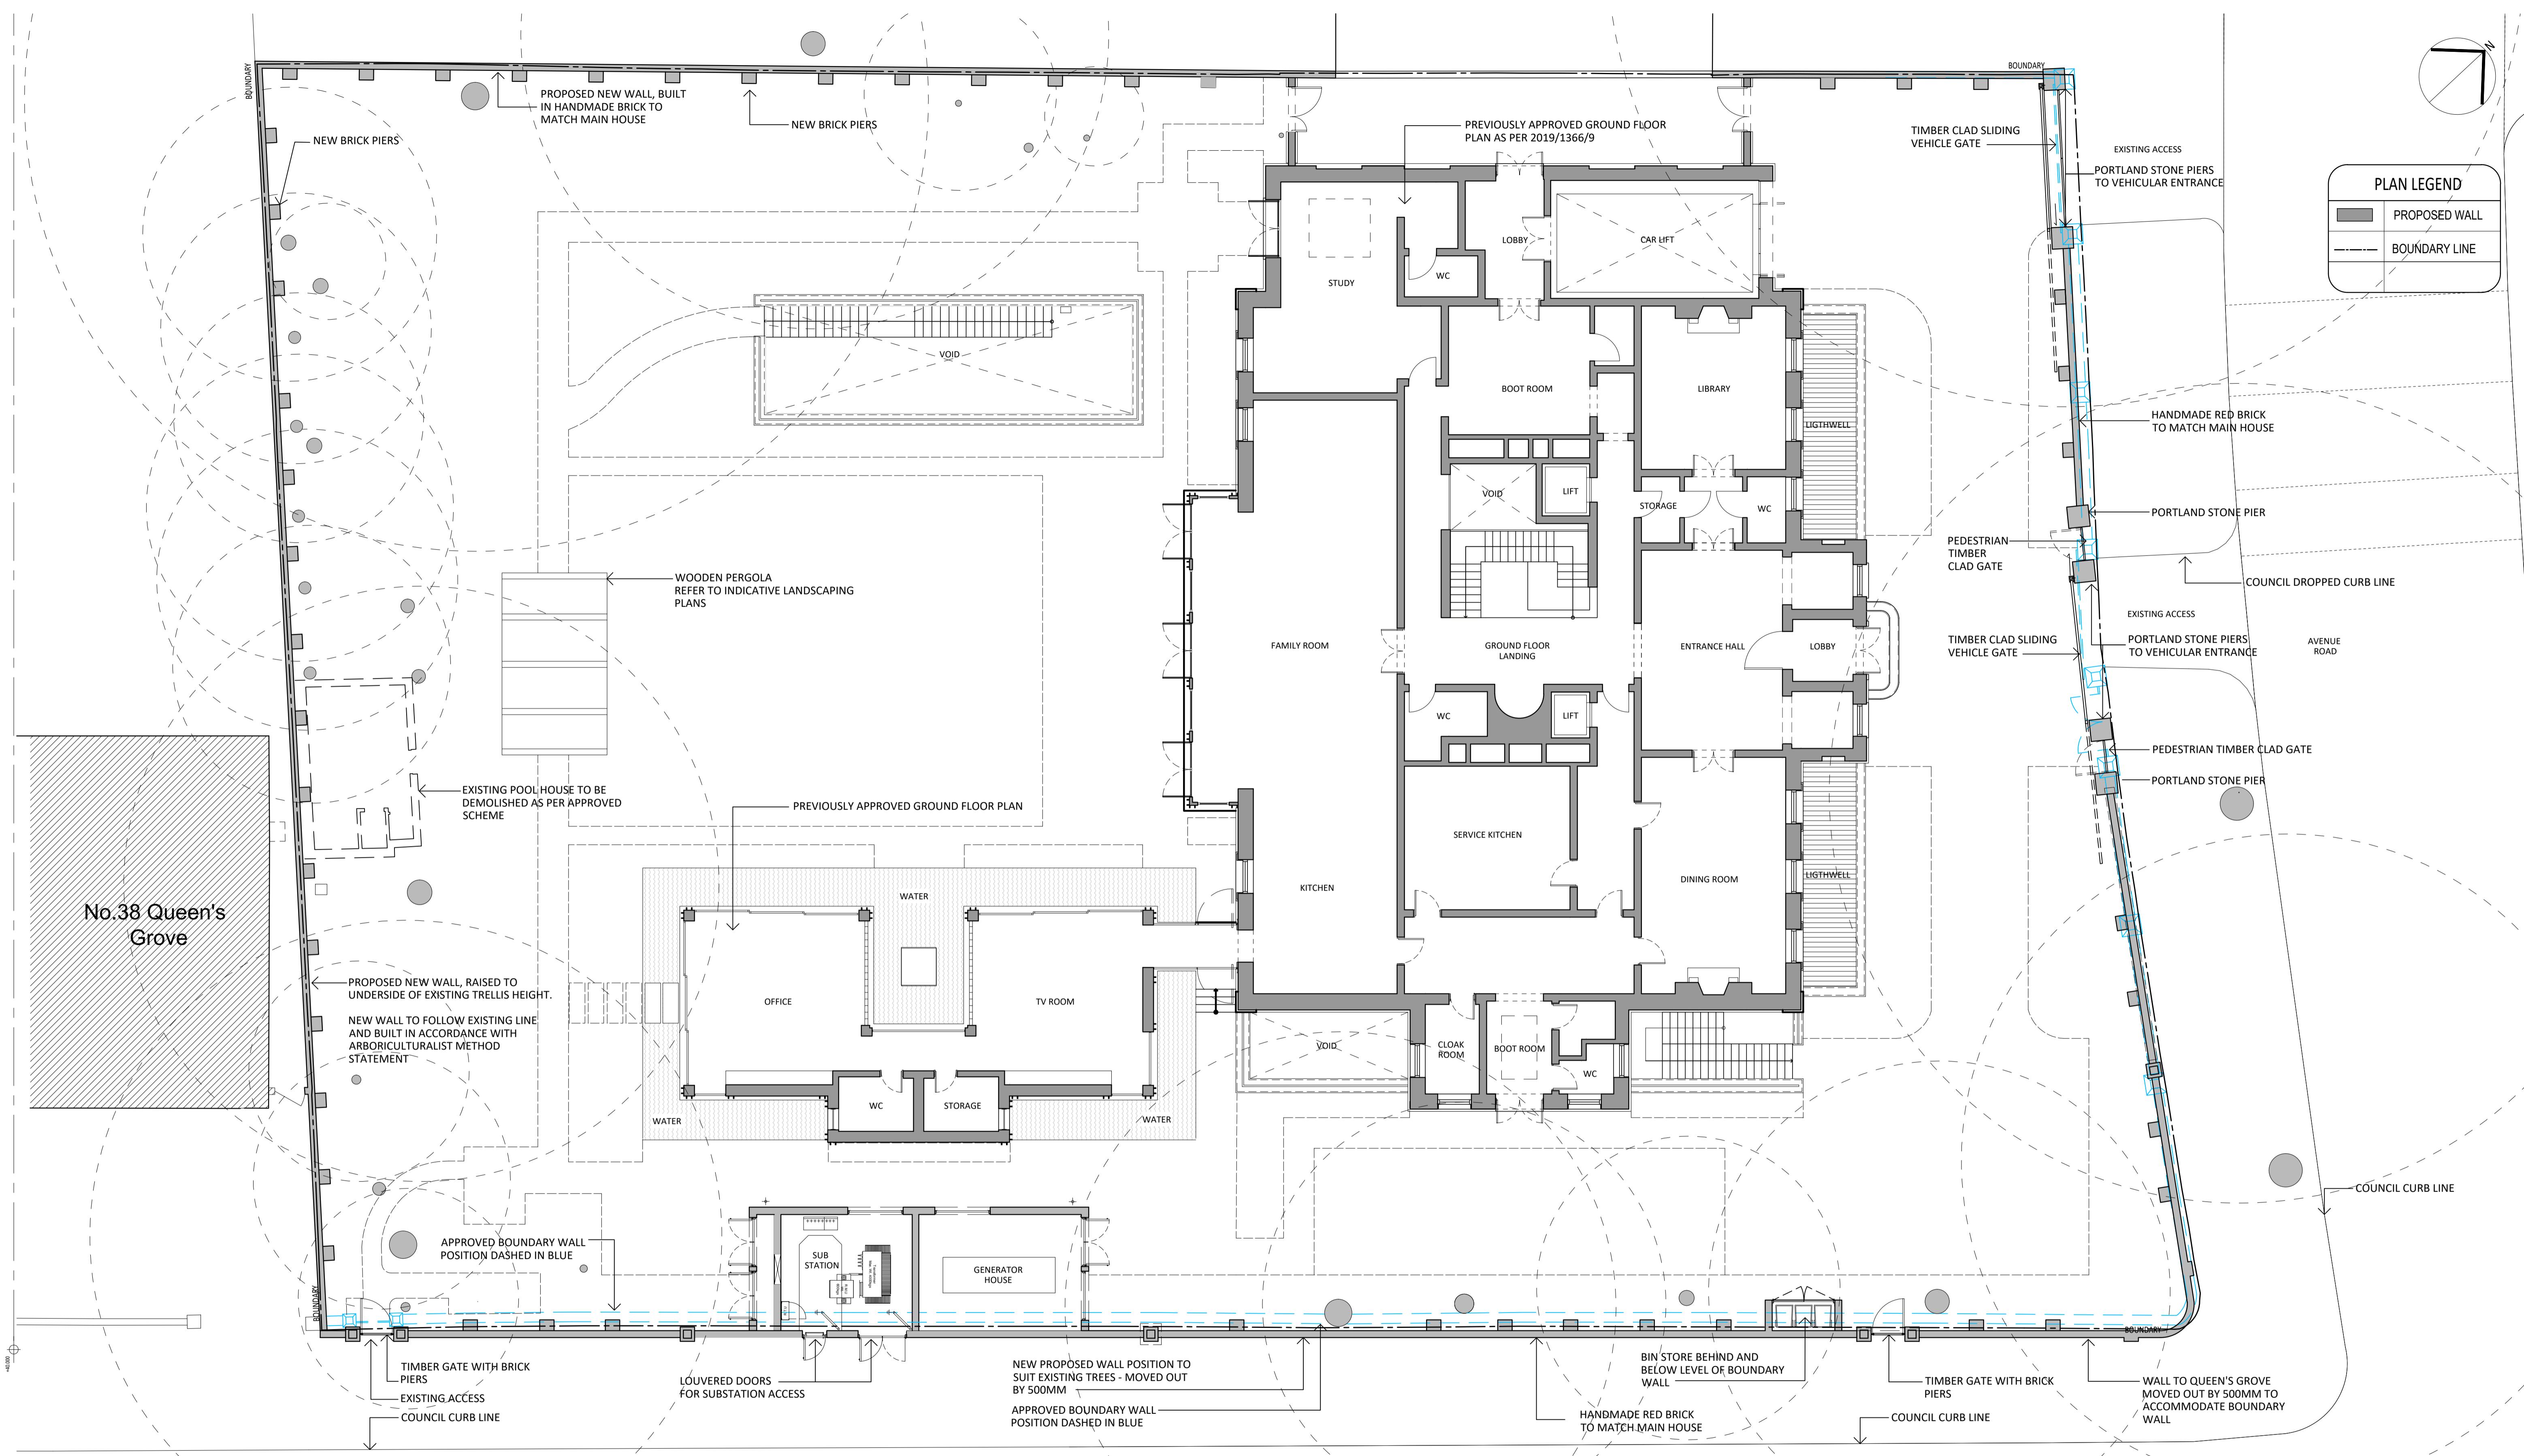 BOUNDARY
PROPOSED NEW WALL, BUILT
IN HANDMADE BRICK TO
MATCH MAIN HOUSE
NEW BRICK PIERS
NEW BRICK PIERS
PREVIOUSLY APPROVED GROUND FLOOR
PLAN AS PER 2019/1366/9
BOUNDARY
TIMBER CLAD SLIDING
VEHICLE GATE
EXISTING ACCESS
PORTLAND STONE PIERS
TO VEHICULAR ENTRANCE
N
PLAN LEGEND
PROPOSED WALL
BOUNDARY LINE
STUDY
WC
LOBBY
CAR LIFT
VOID
BOOT ROOM
LIBRARY
LIGTHWELL
HANDMADE RED BRICK
TO MATCH MAIN HOUSE
VOID
LIFT
STORAGE
WC
PORTLAND STONE PIER
PEDESTRIAN
TIMBER
CLAD GATE
COUNCIL DROPPED CURB LINE
WOODEN PERGOLA
REFER TO INDICATIVE LANDSCAPING
PLANS
FAMILY ROOM
GROUND FLOOR
LANDING
ENTRANCE HALL
LOBBY
EXISTING ACCESS
TIMBER CLAD SLIDING
VEHICLE GATE
PORTLAND STONE PIERS
TO VEHICULAR ENTRANCE
AVENUE
ROAD
WC
LIFT
PEDESTRIAN TIMBER CLAD GATE
PORTLAND STONE PIER
EXISTING POOL HOUSE TO BE
DEMOLISHED AS PER APPROVED
SCHEME
PREVIOUSLY APPROVED GROUND FLOOR PLAN
SERVICE KITCHEN
KITCHEN
DINING ROOM
LIGTHWELL
No.38 Queen's
Grove
WATER
OFFICE
TV ROOM
PROPOSED NEW WALL, RAISED TO
UNDERSIDE OF EXISTING TRELLIS HEIGHT.
NEW WALL TO FOLLOW EXISTING LINE
AND BUILT IN ACCORDANCE WITH
ARBORICULTURALIST METHOD
STATEMENT
VOID
CLOAK
ROOM
BOOT ROOM
WC
WC
STORAGE
WATER
WATER
COUNCIL CURB LINE
APPROVED BOUNDARY WALL
POSITION DASHED IN BLUE
SUB
STATION
GENERATOR
HOUSE
BOUNDARY
BOUNDARY
+40.000
TIMBER GATE WITH BRICK
PIERS
EXISTING ACCESS
COUNCIL CURB LINE
LOUVERED DOORS
FOR SUBSTATION ACCESS
NEW PROPOSED WALL POSITION TO
SUIT EXISTING TREES - MOVED OUT
BY 500MM
APPROVED BOUNDARY WALL
POSITION DASHED IN BLUE
HANDMADE RED BRICK
TO MATCH MAIN HOUSE
BIN STORE BEHIND AND
BELOW LEVEL OF BOUNDARY
WALL
TIMBER GATE WITH BRICK
PIERS
COUNCIL CURB LINE
WALL TO QUEEN'S GROVE
MOVED OUT BY 500MM TO
ACCOMMODATE BOUNDARY
WALL